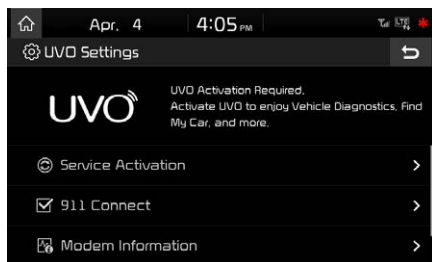 Apr. 4 4:05 PM LTE
UVO Settings
UVO
UVO Activation Required.
Activate UVO to enjoy Vehicle Diagnostics, Find
My Car, and more.
Service Activation
911 Connect
Modem Information